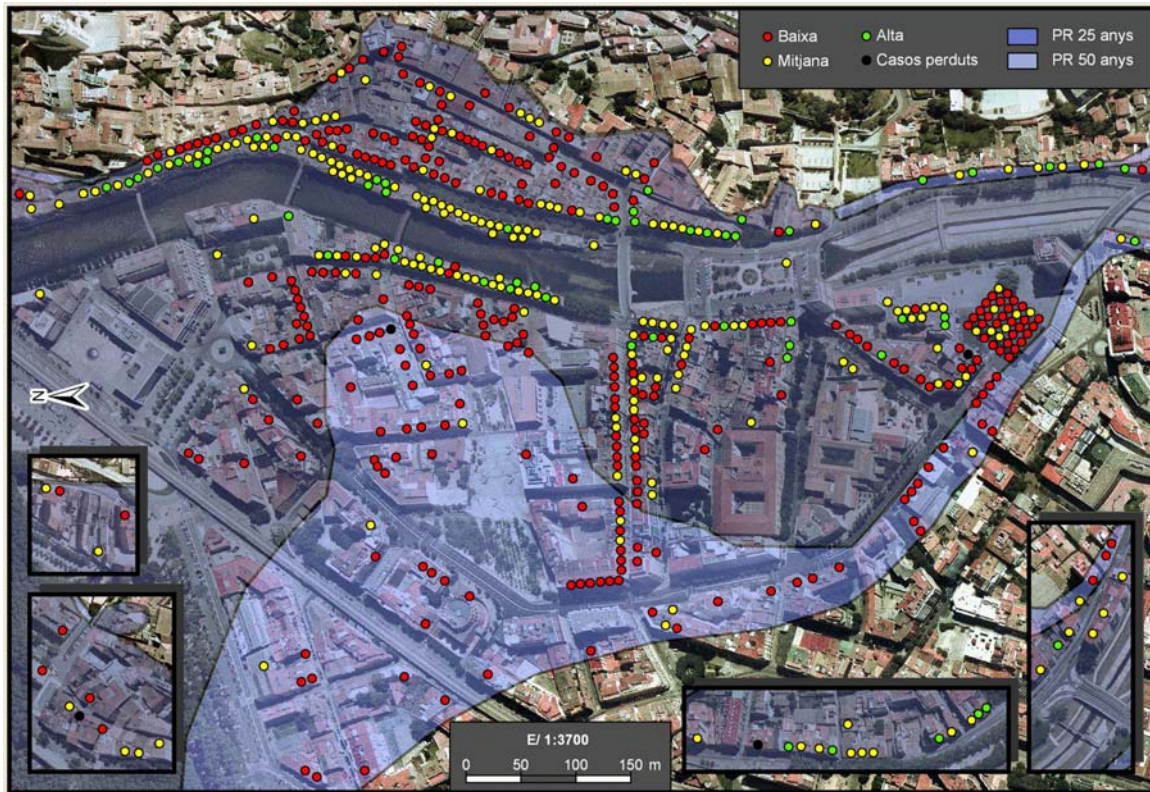 Baixa
Alta
PR 25 anys
Mitjana
Casos perduts
PR 50 anys
N
E/ 1:3700
0 50 100 150 m